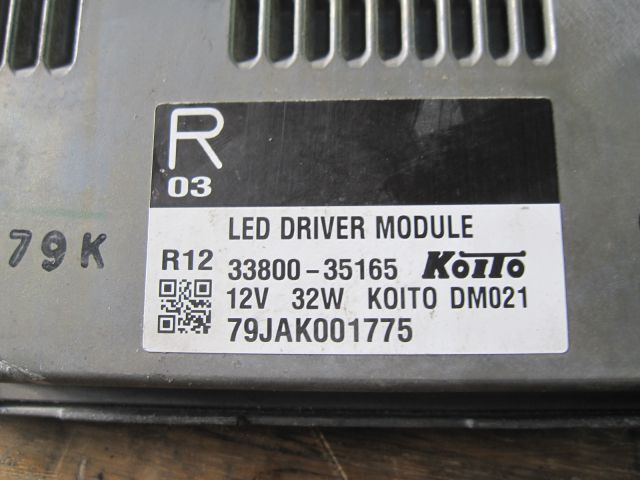 R
03
LED DRIVER MODULE
R12 33800-35165 KOITO
12V 32W KOITO DM021
79JAK001775
79K